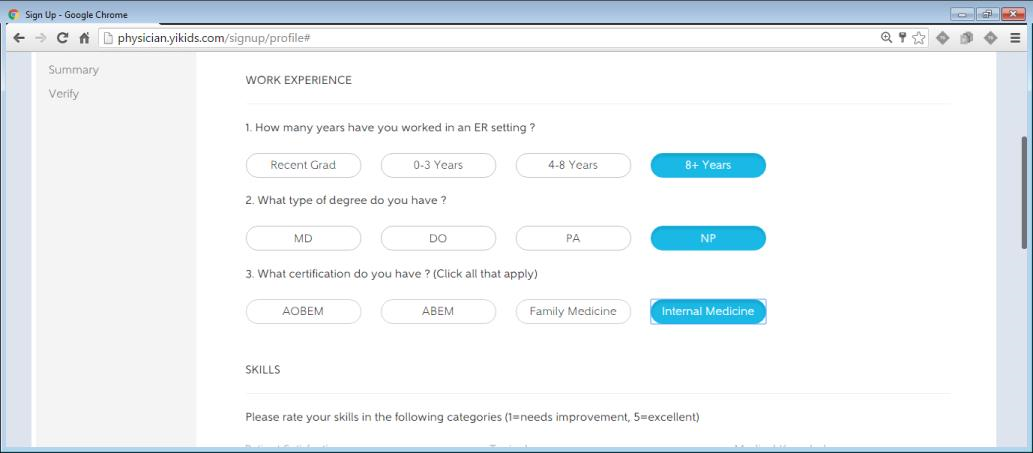 Sign Up - Google Chrome
physician.yikids.com/signup/profile#
Summary
Verify
WORK EXPERIENCE
1. How many years have you worked in an ER setting ?
Recent Grad 0-3 Years 4-8 Years 8+ Years
2. What type of degree do you have ?
MD DO PA NP
3. What certification do you have ? (Click all that apply)
AOBEM ABEM Family Medicine Internal Medicine
SKILLS
Please rate your skills in the following categories (1=needs improvement, 5=excellent)